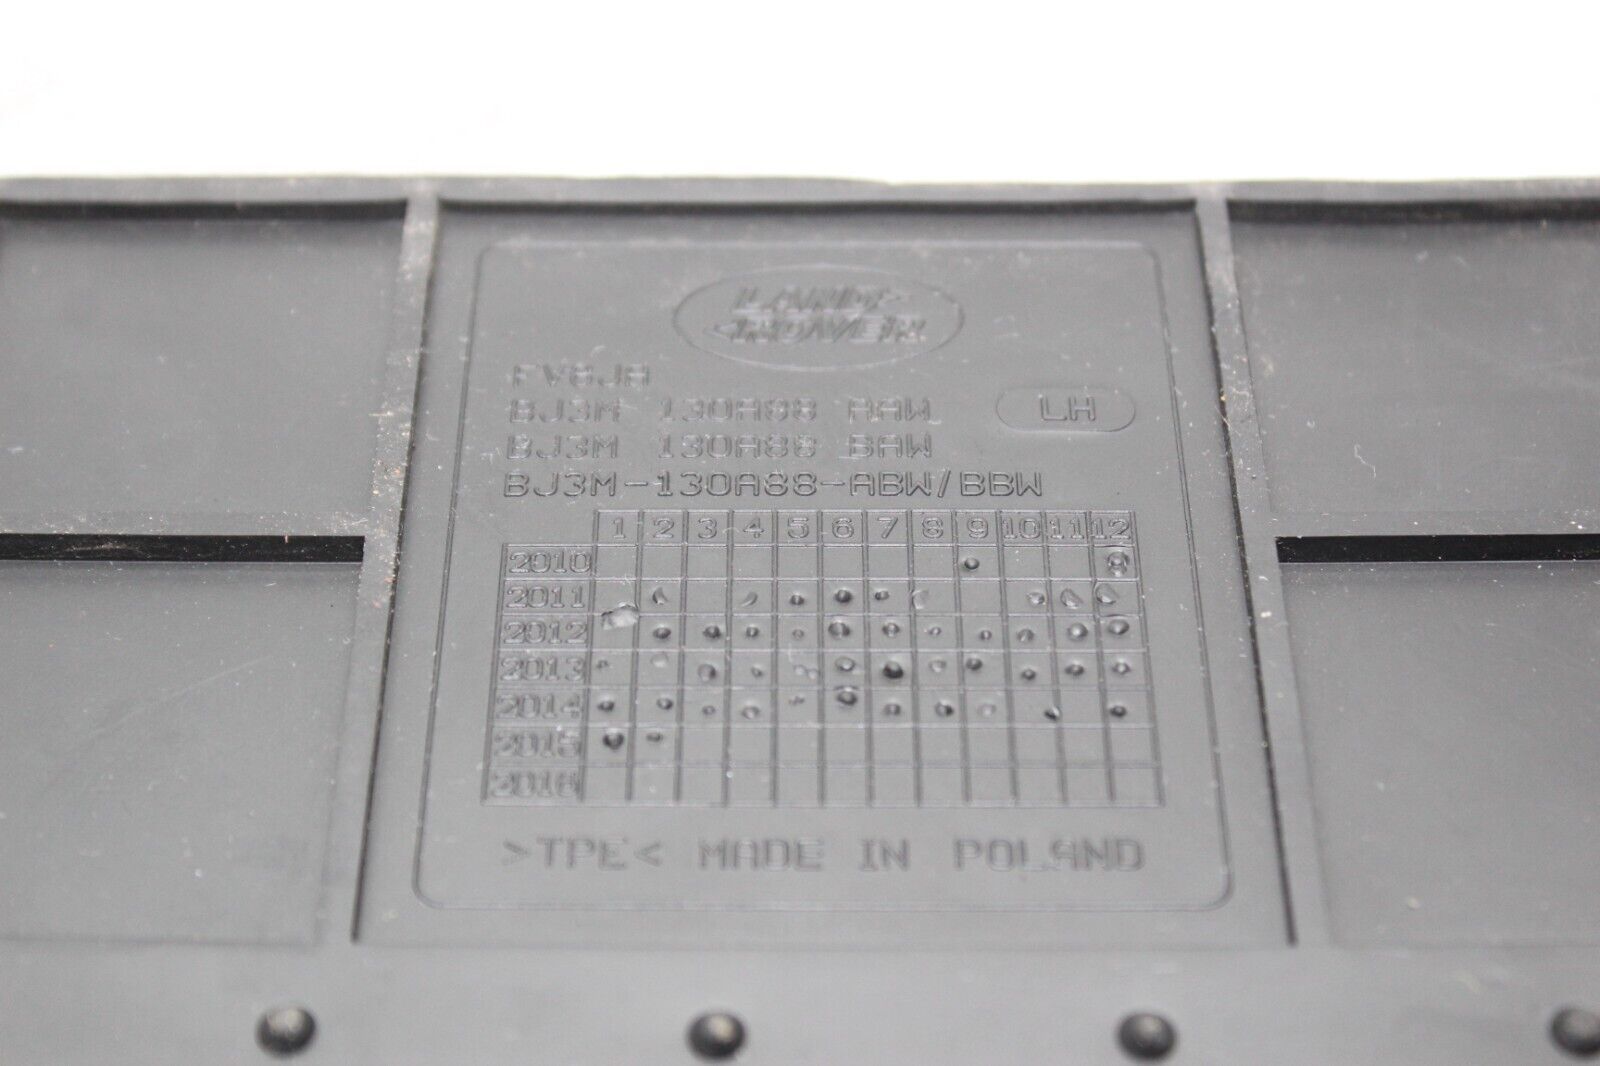 LAND
ROVER
FV6JA
BJ3M 130A88 AAW
LH
BJ3M 130A88 BAW
BJ3M-130A88-ABW/BBW
1 2 3 4 5 6 7 8 9 10 11 12
2010
2011
2012
2013
2014
2015
2016
>TPE< MADE IN POLAND